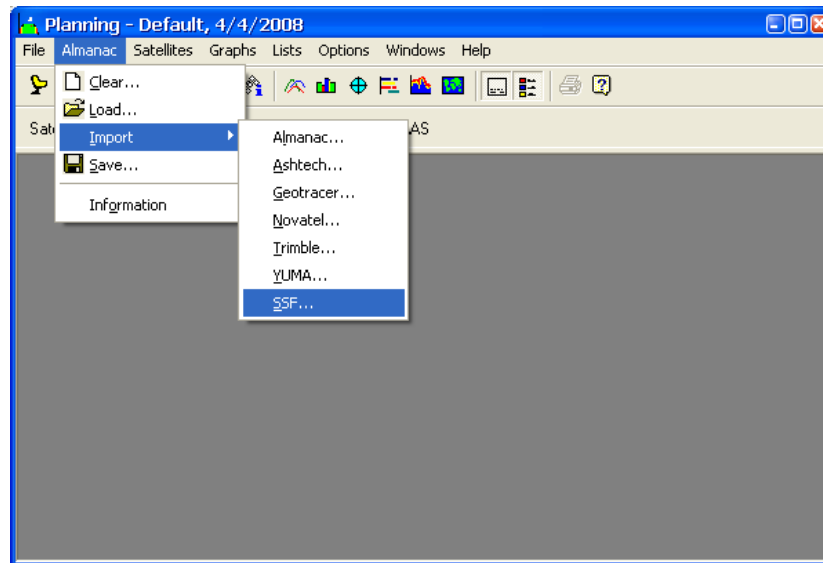 Planning - Default, 4/4/2008
File Almanac Satellites Graphs Lists Options Windows Help
Clear...
Load...
Import
Save...
Information
Almanac...
Ashtech...
Geotracer...
Novatel...
Trimble...
YUMA...
SSF...